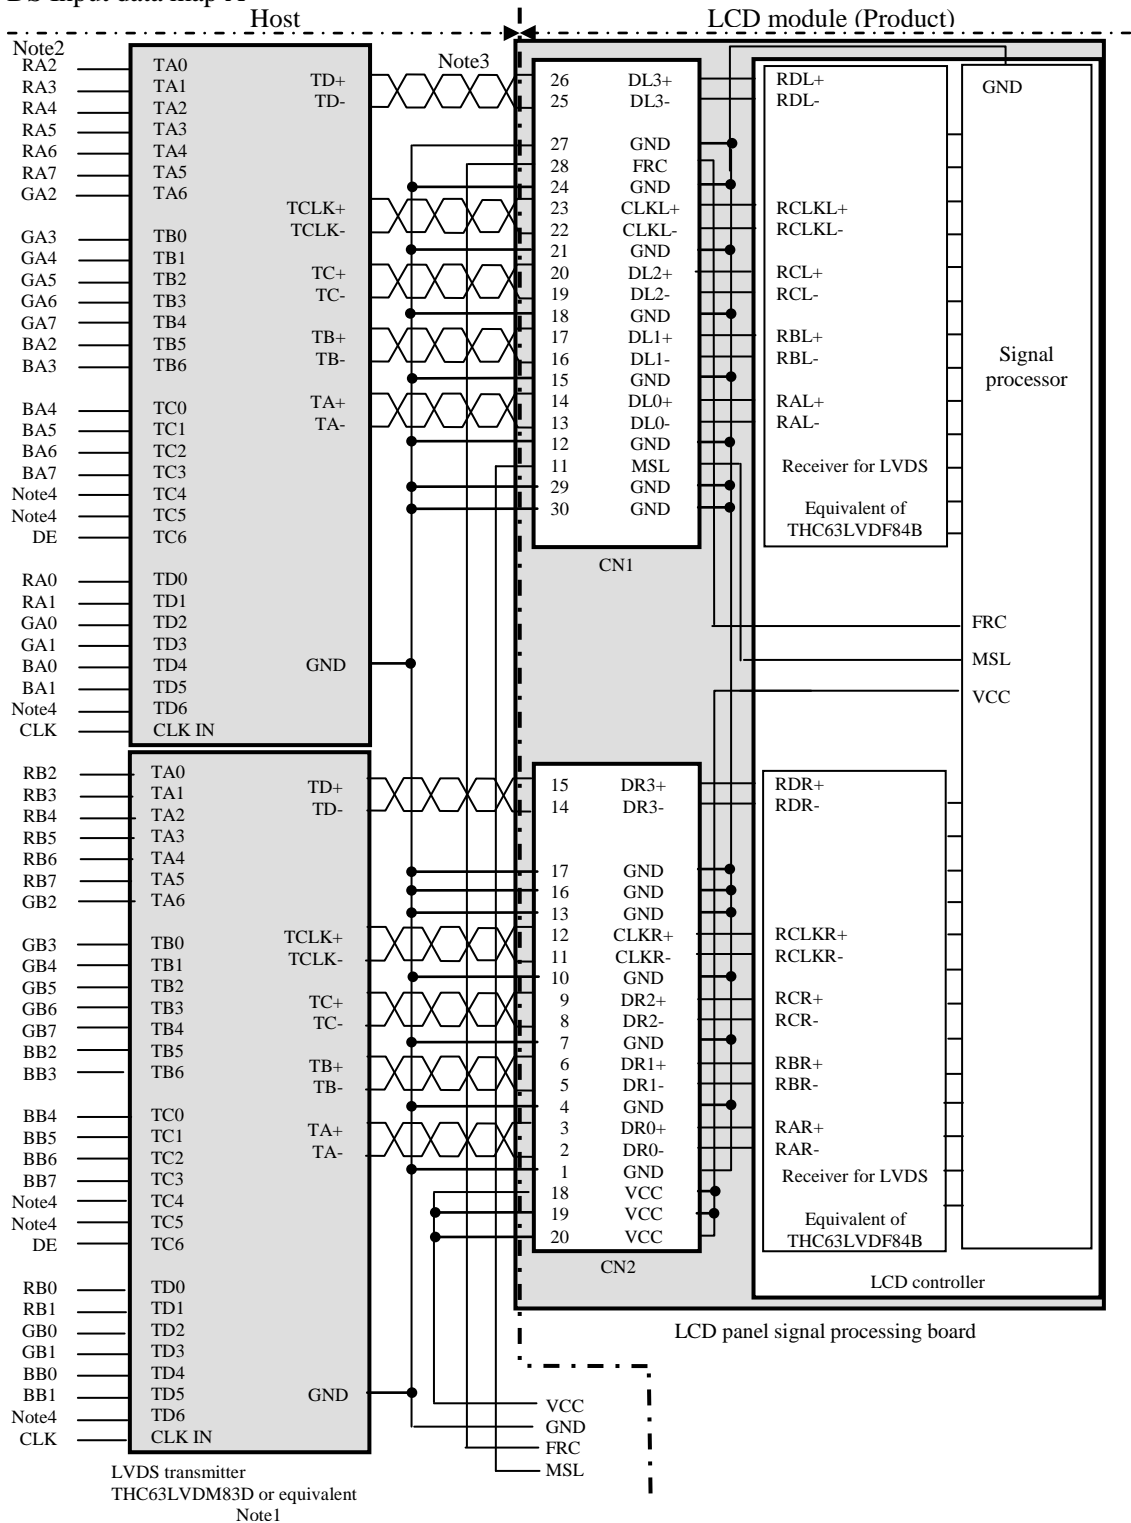 DS Input data map A
Host LCD module (Product)
Note2
Note3
RA2 TA0 TD+ 26 DL3+ RDL+ GND
RA3 TA1 TD- 25 DL3- RDL-
RA4 TA2
RA5 TA3 27 GND
RA6 TA4 28 FRC
RA7 TA5 24 GND
GA2 TA6 TCLK+ 23 CLKL+ RCLKL+
TCLK- 22 CLKL- RCLKL-
GA3 TB0 21 GND
GA4 TB1 TC+ 20 DL2+ RCL+
GA5 TB2 TC- 19 DL2- RCL-
GA6 TB3 18 GND
GA7 TB4 TB+ 17 DL1+ RBL+
BA2 TB5 TB- 16 DL1- RBL-
BA3 TB6 15 GND
Signal
processor
TA+ 14 DL0+ RAL+
BA4 TC0 TA- 13 DL0- RAL-
BA5 TC1 12 GND
BA6 TC2 11 MSL Receiver for LVDS
BA7 TC3 29 GND
Note4 TC4 30 GND Equivalent of
Note4 TC5 THC63LVDF84B
DE TC6
CN1
RA0 TD0
RA1 TD1
GA0 TD2 FRC
GA1 TD3
BA0 TD4 GND MSL
BA1 TD5
Note4 TD6 VCC
CLK CLK IN
RB2 TA0 TD+ 15 DR3+ RDR+
RB3 TA1 TD- 14 DR3- RDR-
RB4 TA2
RB5 TA3
RB6 TA4 17 GND
RB7 TA5 16 GND
GB2 TA6 13 GND
TCLK+ 12 CLKR+ RCLKR+
GB3 TB0 TCLK- 11 CLKR- RCLKR-
GB4 TB1 10 GND
GB5 TB2 TC+ 9 DR2+ RCR+
GB6 TB3 TC- 8 DR2- RCR-
GB7 TB4 7 GND
BB2 TB5 TB+ 6 DR1+ RBR+
BB3 TB6 TB- 5 DR1- RBR-
4 GND
BB4 TC0 TA+ 3 DR0+ RAR+
BB5 TC1 TA- 2 DR0- RAR-
BB6 TC2 1 GND Receiver for LVDS
BB7 TC3 18 VCC
Note4 TC4 19 VCC Equivalent of
Note4 TC5 20 VCC THC63LVDF84B
DE TC6
CN2 LCD controller
RB0 TD0
RB1 TD1
GB0 TD2 LCD panel signal processing board
GB1 TD3
BB0 TD4
BB1 TD5 GND
Note4 TD6 VCC
CLK CLK IN GND
FRC
MSL
LVDS transmitter
THC63LVDM83D or equivalent
Note1